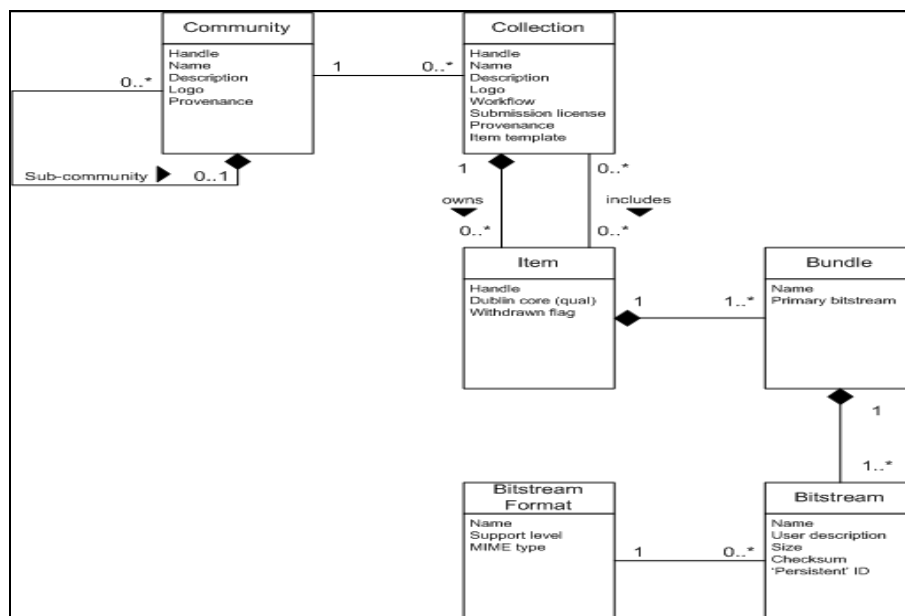 Community
Handle
Name
Description
Logo
Provenance
0..*
Sub-community
0..1
1
0..*
Collection
Handle
Name
Description
Logo
Workflow
Submission license
Provenance
Item template
1
owns
0..*
0..*
includes
0..*
Item
Handle
Dublin core (qual)
Withdrawn flag
1
1..*
Bundle
Name
Primary bitstream
1
1..*
Bitstream
Format
Name
Support level
MIME type
1
0..*
Bitstream
Name
User description
Size
Checksum
'Persistent' ID